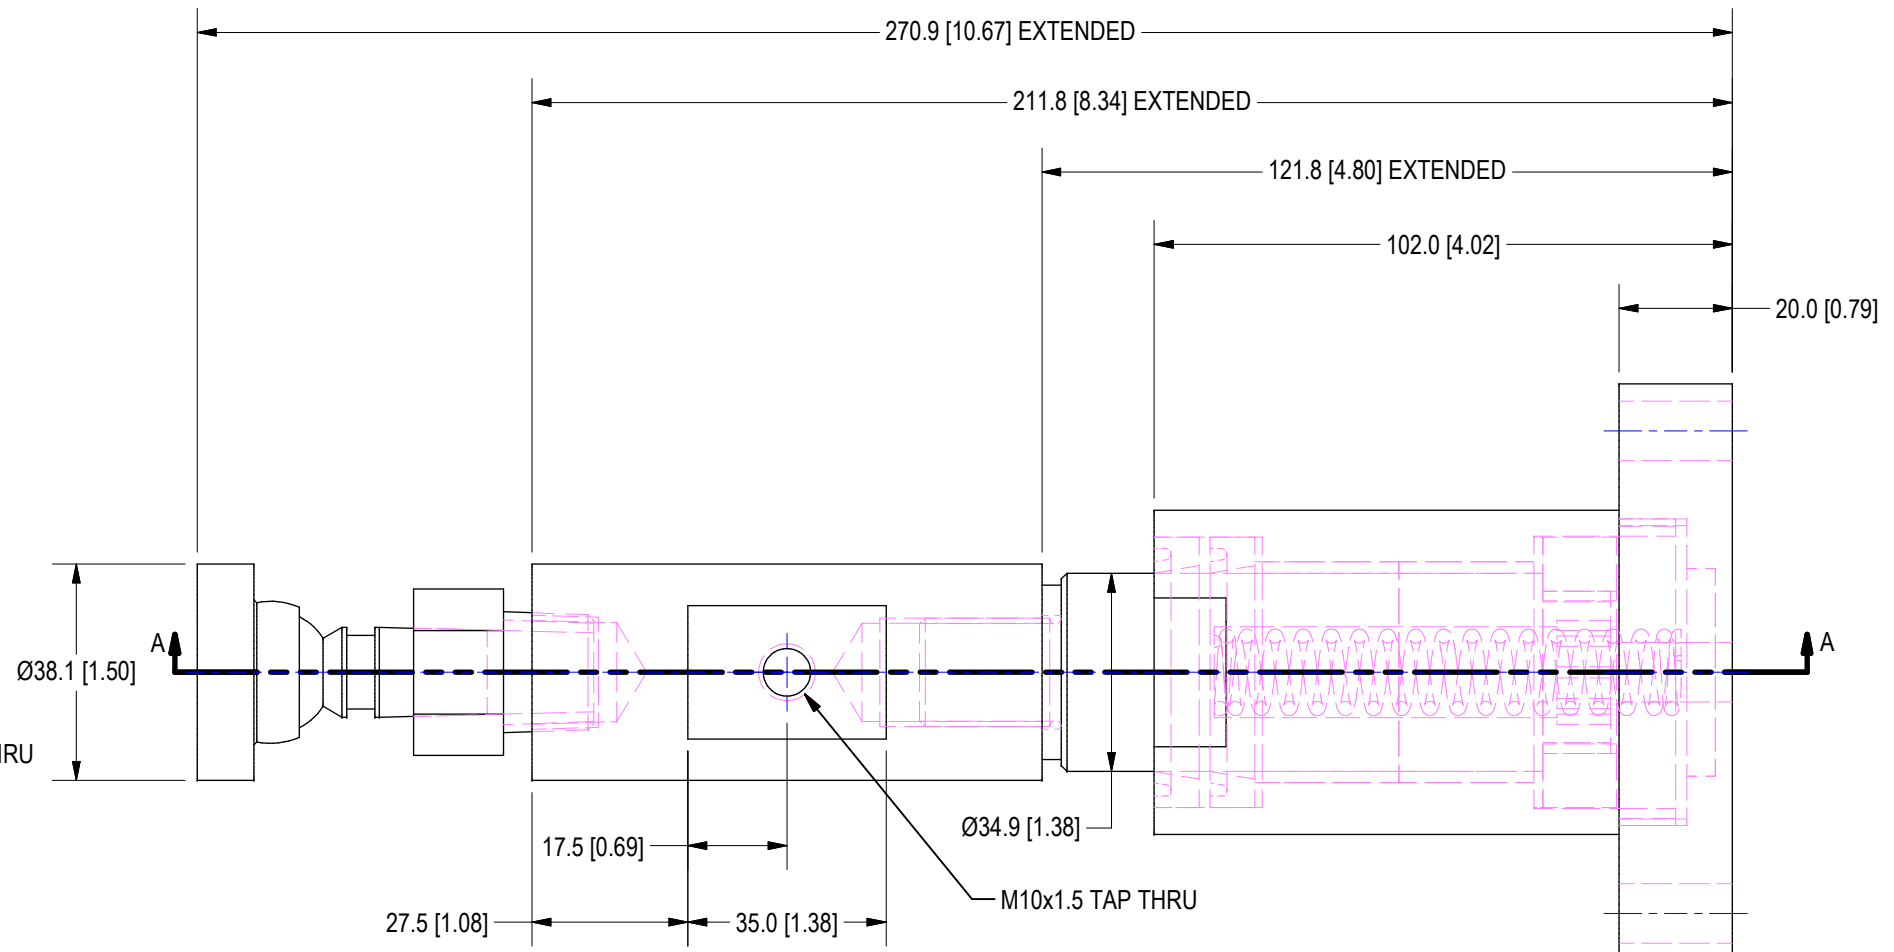 270.9 [10.67] EXTENDED
211.8 [8.34] EXTENDED
121.8 [4.80] EXTENDED
102.0 [4.02]
20.0 [0.79]
A
A
Ø38.1 [1.50]
HRU
Ø34.9 [1.38]
17.5 [0.69]
M10x1.5 TAP THRU
27.5 [1.08]
35.0 [1.38]